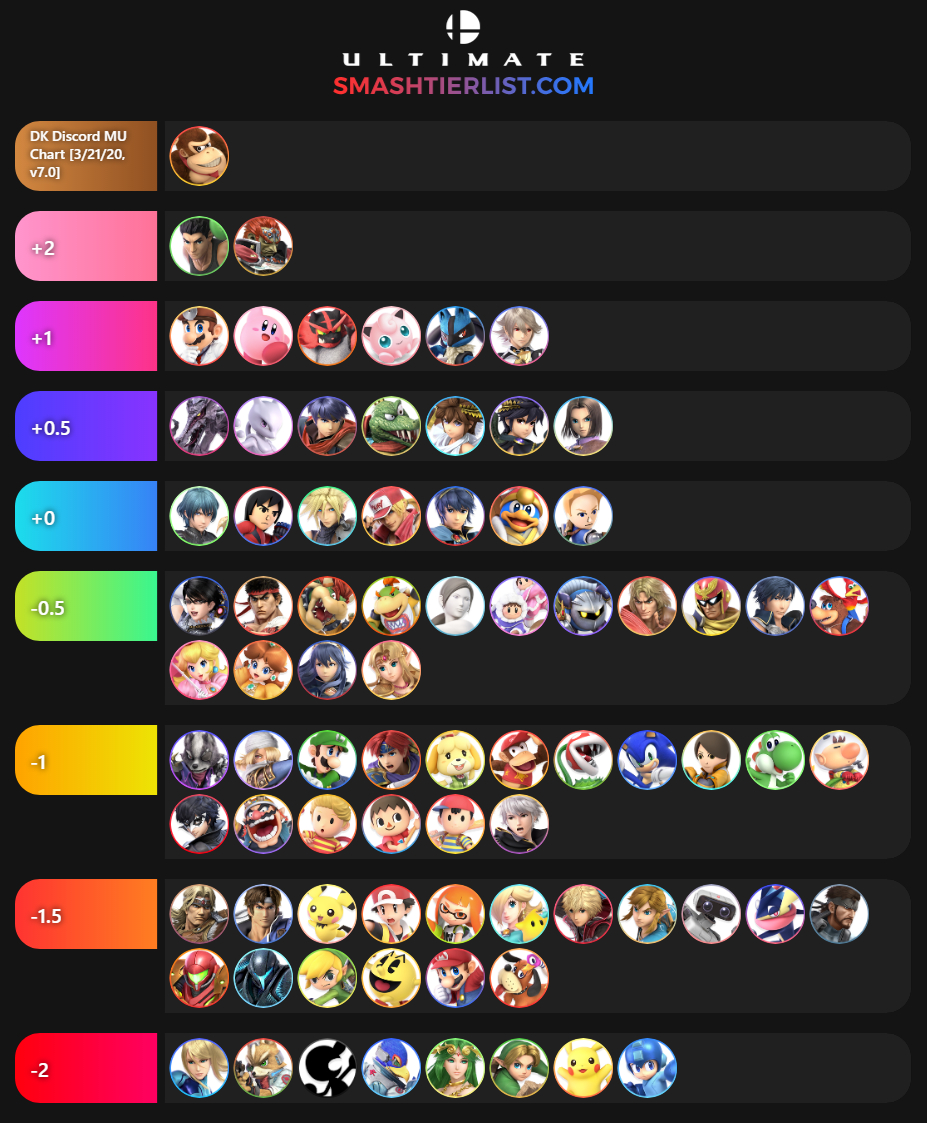 ULTIMATE
SMASHTIERLIST.COM
DK Discord MU
Chart [3/21/20,
v7.0]
+2
+1
+0.5
+0
-0.5
-1
-1.5
-2